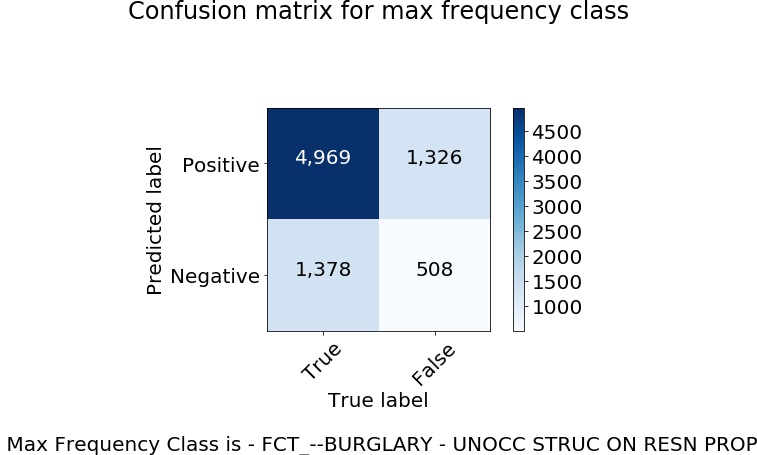 Confusion matrix for max frequency class
Predicted label
Positive
4,969
1,326
Negative
1,378
508
True
False
True label
4500
4000
3500
3000
2500
2000
1500
1000
Max Frequency Class is - FCT_--BURGLARY - UNOCC STRUC ON RESN PROP